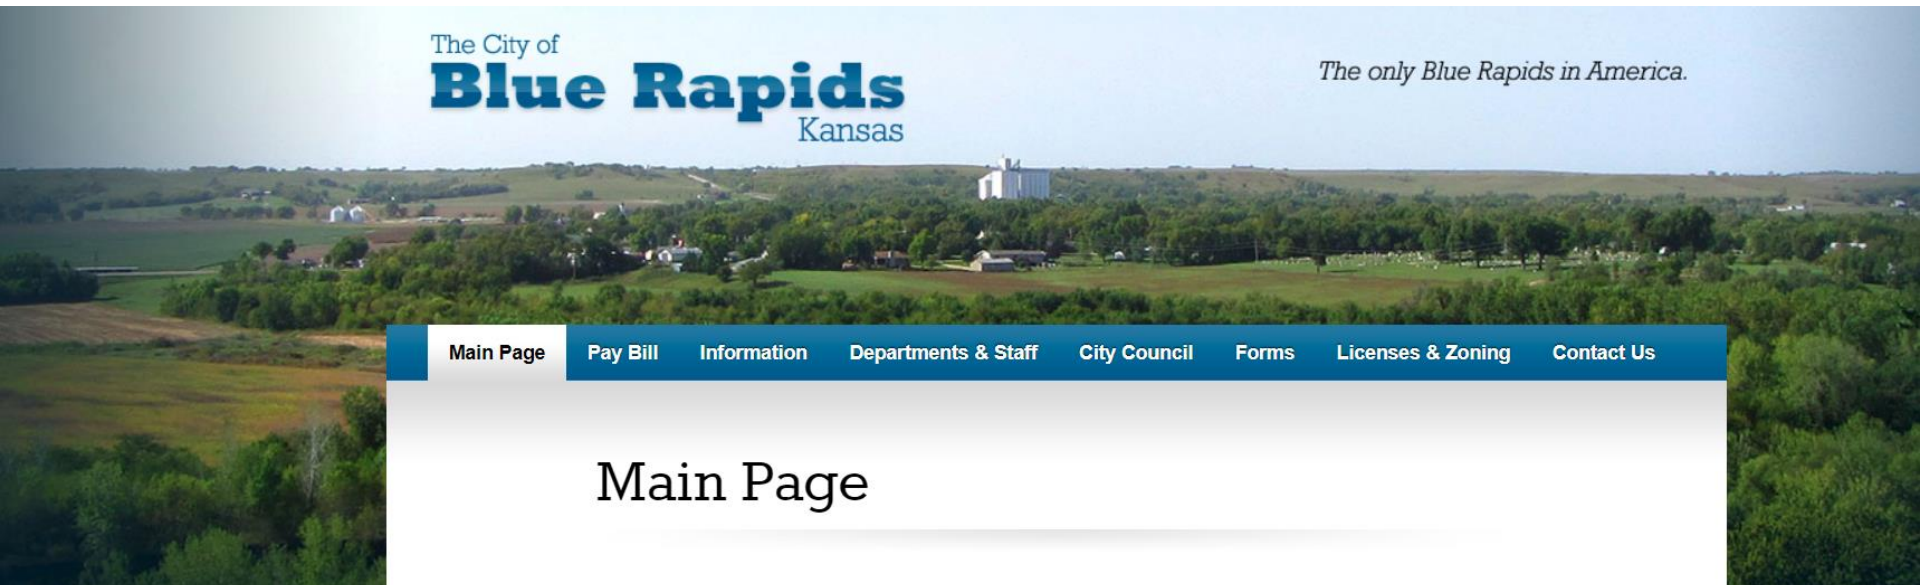 The City of
Blue Rapids
Kansas
The only Blue Rapids in America.
Main Page Pay Bill Information Departments & Staff City Council Forms Licenses & Zoning Contact Us
Main Page